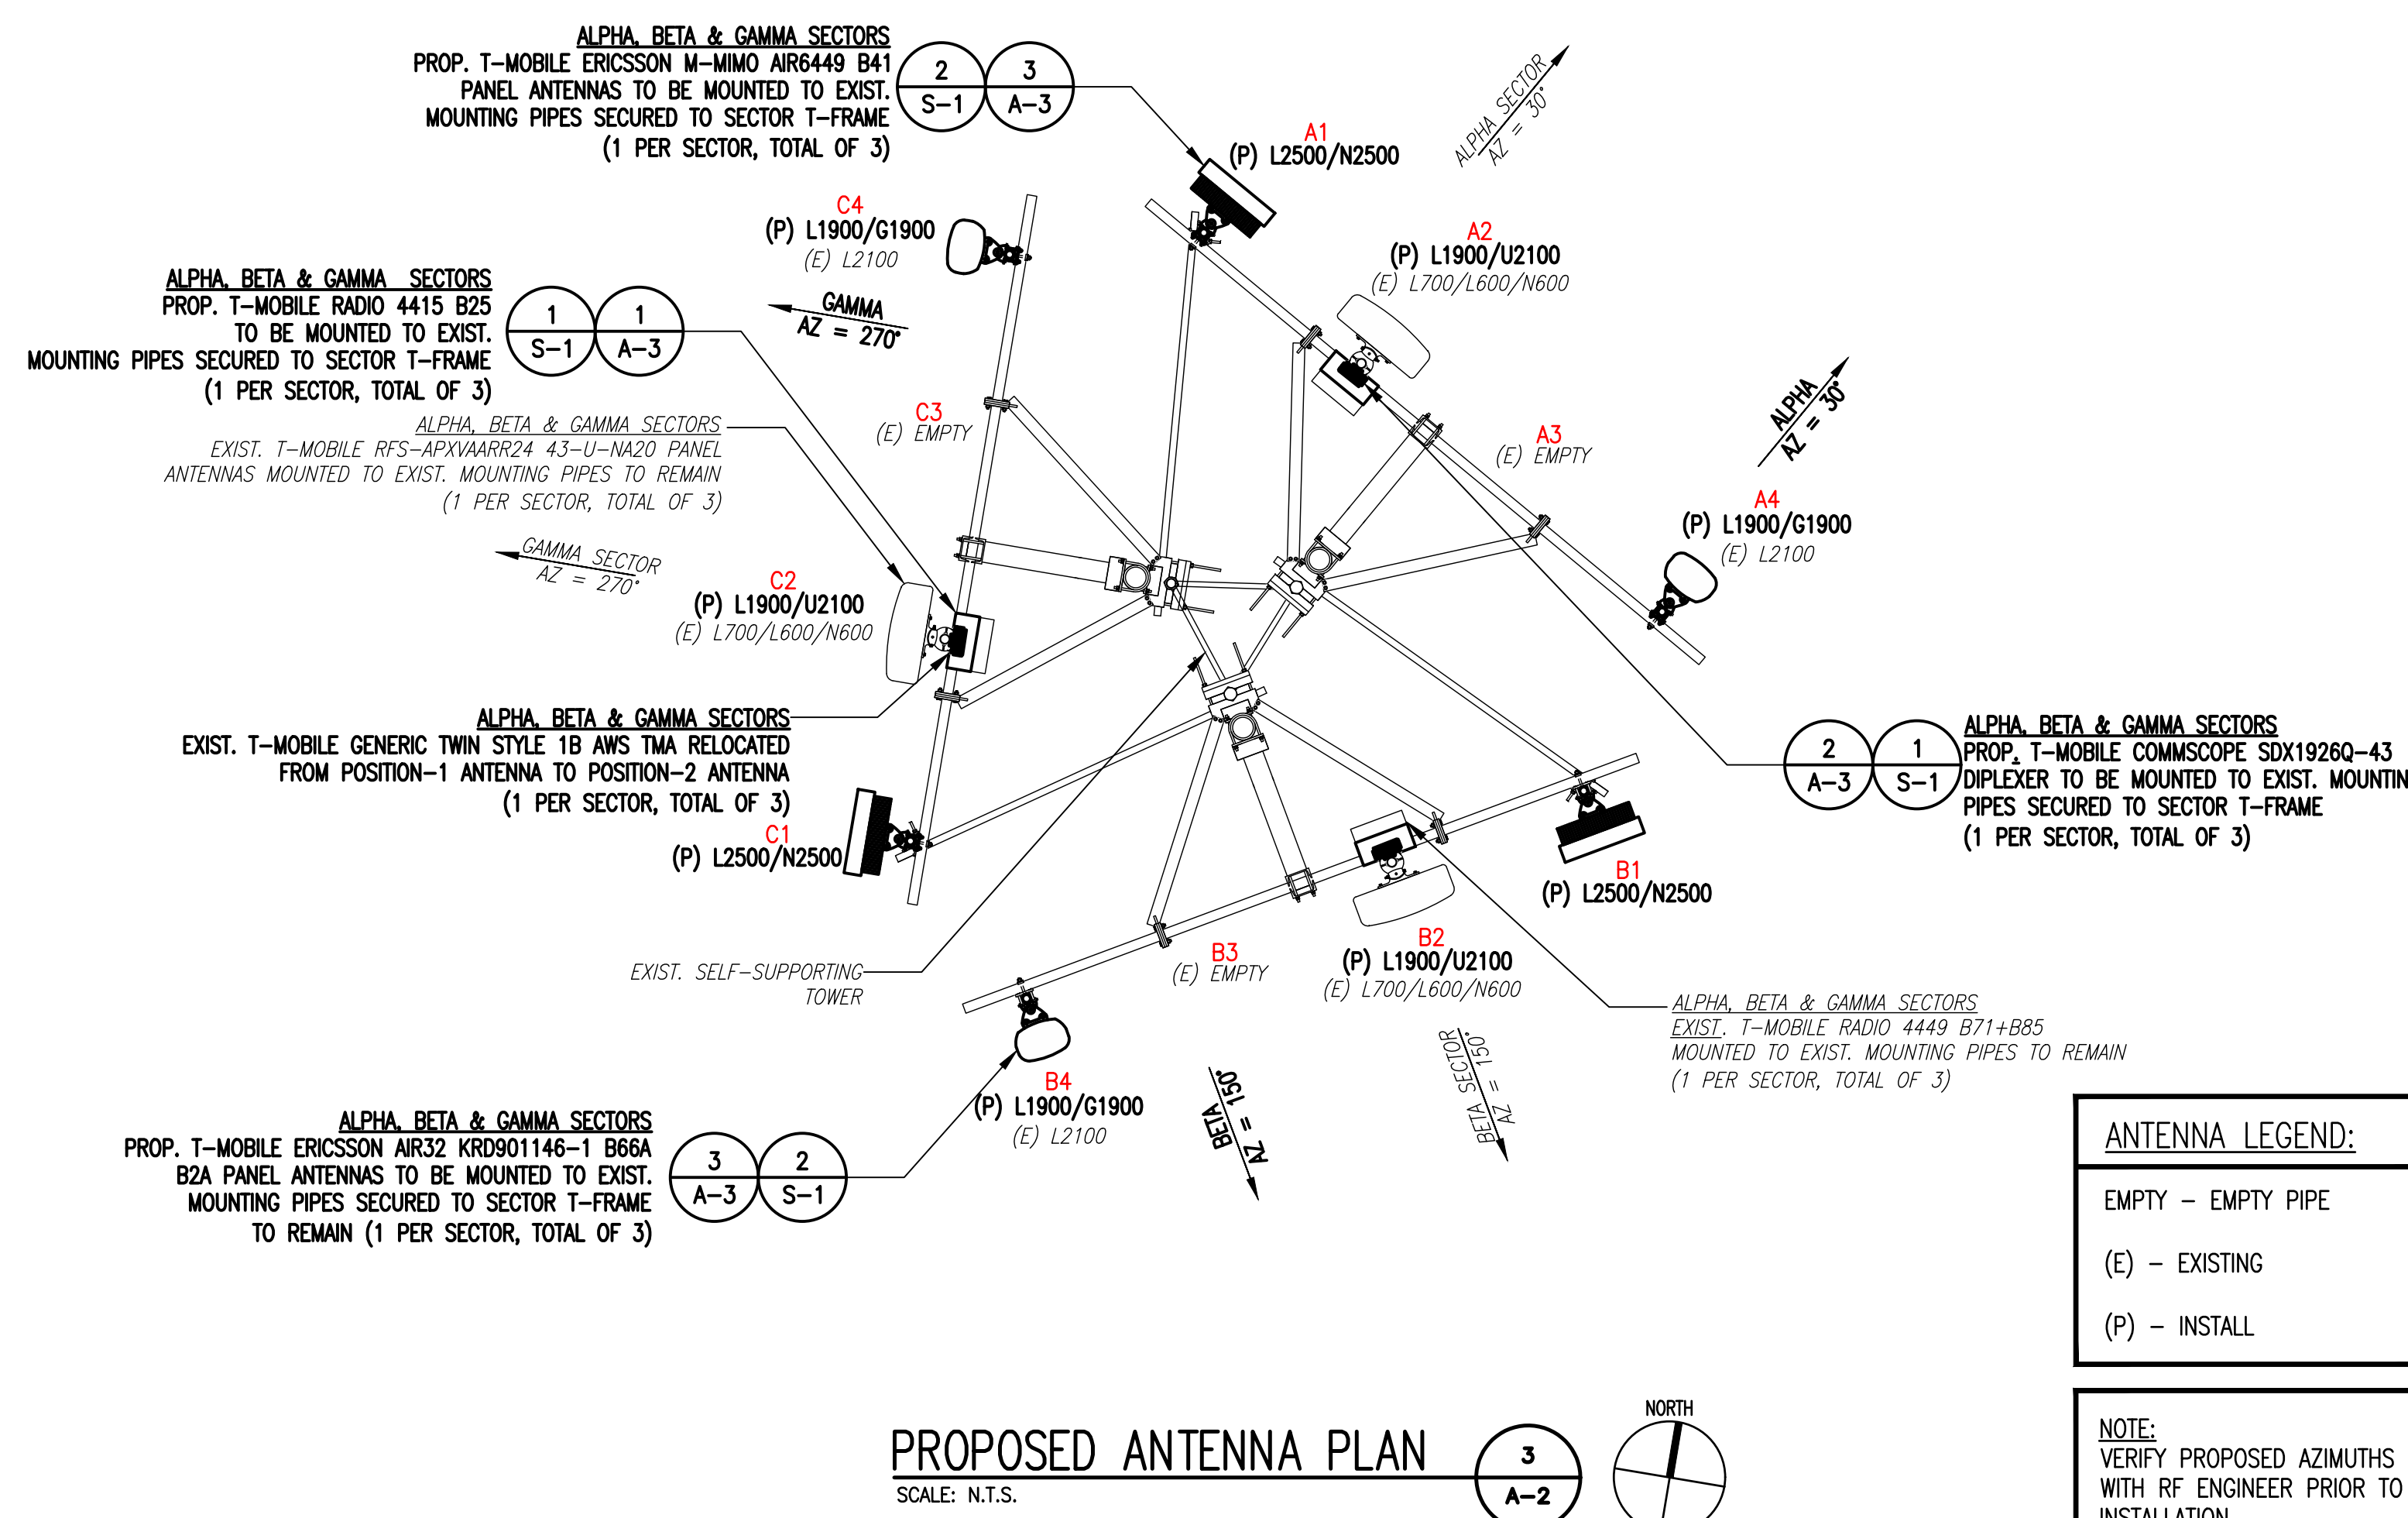 ALPHA, BETA & GAMMA SECTORS
PROP. T-MOBILE ERICSSON M-MIMO AIR6449 B41
PANEL ANTENNAS TO BE MOUNTED TO EXIST.
MOUNTING PIPES SECURED TO SECTOR T-FRAME
(1 PER SECTOR, TOTAL OF 3)
2
S-1
3
A-3
ALPHA SECTOR
AZ = 30°
A1
(P) L2500/N2500
C4
(P) L1900/G1900
(E) L2100
A2
(P) L1900/U2100
(E) L700/L600/N600
GAMMA
AZ = 270°
ALPHA, BETA & GAMMA SECTORS
PROP. T-MOBILE RADIO 4415 B25
TO BE MOUNTED TO EXIST.
MOUNTING PIPES SECURED TO SECTOR T-FRAME
(1 PER SECTOR, TOTAL OF 3)
1
S-1
1
A-3
ALPHA
AZ = 30°
C3
(E) EMPTY
A3
(E) EMPTY
ALPHA, BETA & GAMMA SECTORS
EXIST. T-MOBILE RFS-APXVAARR24 43-U-NA20 PANEL
ANTENNAS MOUNTED TO EXIST. MOUNTING PIPES TO REMAIN
(1 PER SECTOR, TOTAL OF 3)
A4
(P) L1900/G1900
(E) L2100
GAMMA SECTOR
AZ = 270°
C2
(P) L1900/U2100
(E) L700/L600/N600
ALPHA, BETA & GAMMA SECTORS
EXIST. T-MOBILE GENERIC TWIN STYLE 1B AWS TMA RELOCATED
FROM POSITION-1 ANTENNA TO POSITION-2 ANTENNA
(1 PER SECTOR, TOTAL OF 3)
2
A-3
1
S-1
ALPHA, BETA & GAMMA SECTORS
PROP. T-MOBILE COMMSCOPE SDX1926Q-43
DIPLEXER TO BE MOUNTED TO EXIST. MOUNTIN
PIPES SECURED TO SECTOR T-FRAME
(1 PER SECTOR, TOTAL OF 3)
C1
(P) L2500/N2500
B1
(P) L2500/N2500
B2
(P) L1900/U2100
(E) L700/L600/N600
B3
(E) EMPTY
EXIST. SELF-SUPPORTING
TOWER
ALPHA, BETA & GAMMA SECTORS
EXIST. T-MOBILE RADIO 4449 B71+B85
MOUNTED TO EXIST. MOUNTING PIPES TO REMAIN
(1 PER SECTOR, TOTAL OF 3)
BETA SECTOR
AZ = 150°
BETA
AZ = 150°
B4
(P) L1900/G1900
(E) L2100
ALPHA, BETA & GAMMA SECTORS
PROP. T-MOBILE ERICSSON AIR32 KRD901146-1 B66A
B2A PANEL ANTENNAS TO BE MOUNTED TO EXIST.
MOUNTING PIPES SECURED TO SECTOR T-FRAME
TO REMAIN (1 PER SECTOR, TOTAL OF 3)
3
A-3
2
S-1
ANTENNA LEGEND:
EMPTY - EMPTY PIPE
(E) - EXISTING
(P) - INSTALL
NOTE:
VERIFY PROPOSED AZIMUTHS
WITH RF ENGINEER PRIOR TO
INSTALLATION
PROPOSED ANTENNA PLAN
SCALE: N.T.S.
3
A-2
NORTH